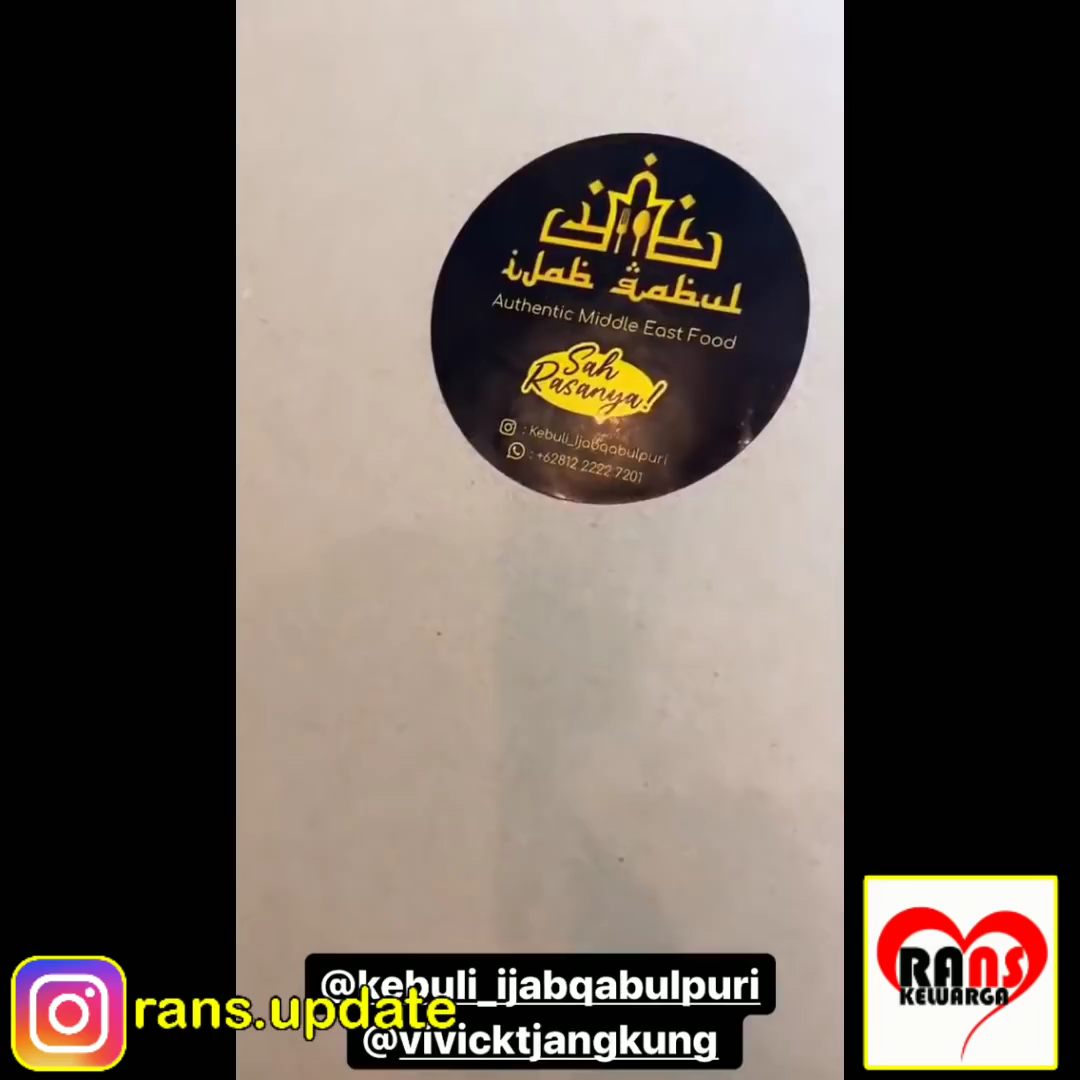 ijab qabul
Authentic Middle East Food
Sah
Rasanya!
: Kebuli_Ijabqabulpuri
: +62812 2222 7201
@kebuli_ijabqabulpuri
rans.update
@vivicktjangkung
RANS
KELUARGA